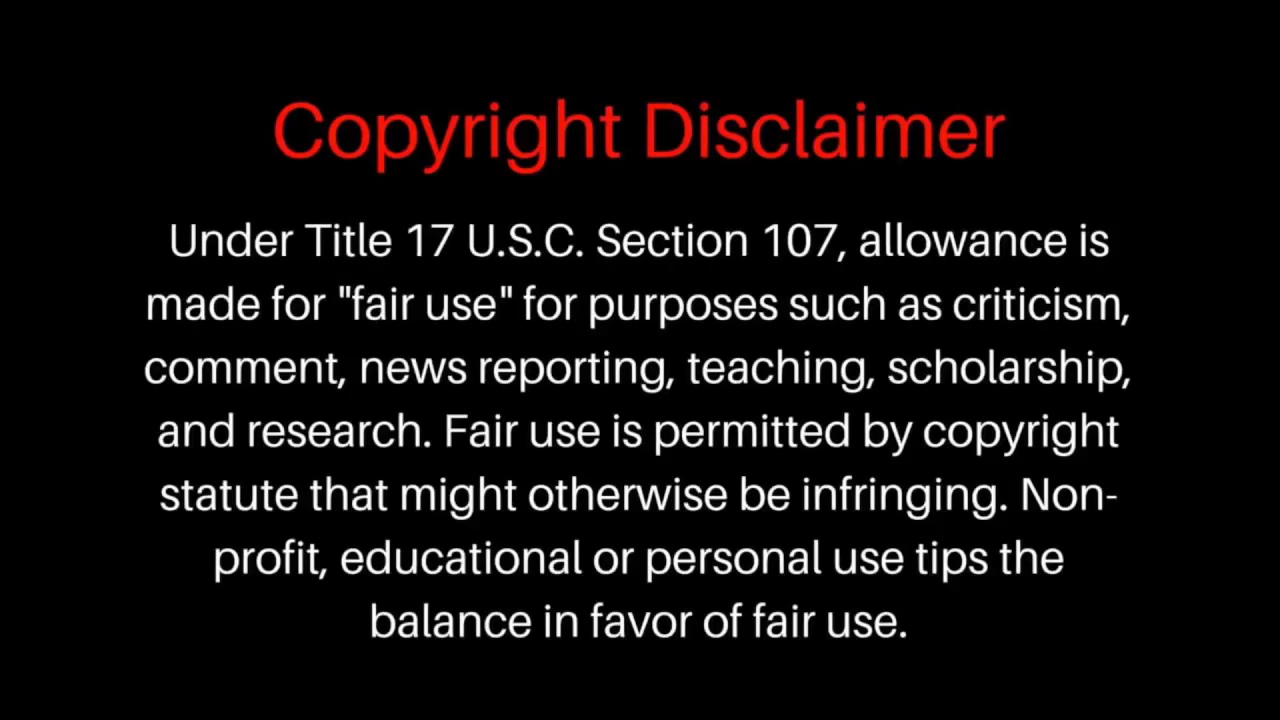 Copyright Disclaimer
Under Title 17 U.S.C. Section 107, allowance is
made for "fair use" for purposes such as criticism,
comment, news reporting, teaching, scholarship,
and research. Fair use is permitted by copyright
statute that might otherwise be infringing. Non-
profit, educational or personal use tips the
balance in favor of fair use.